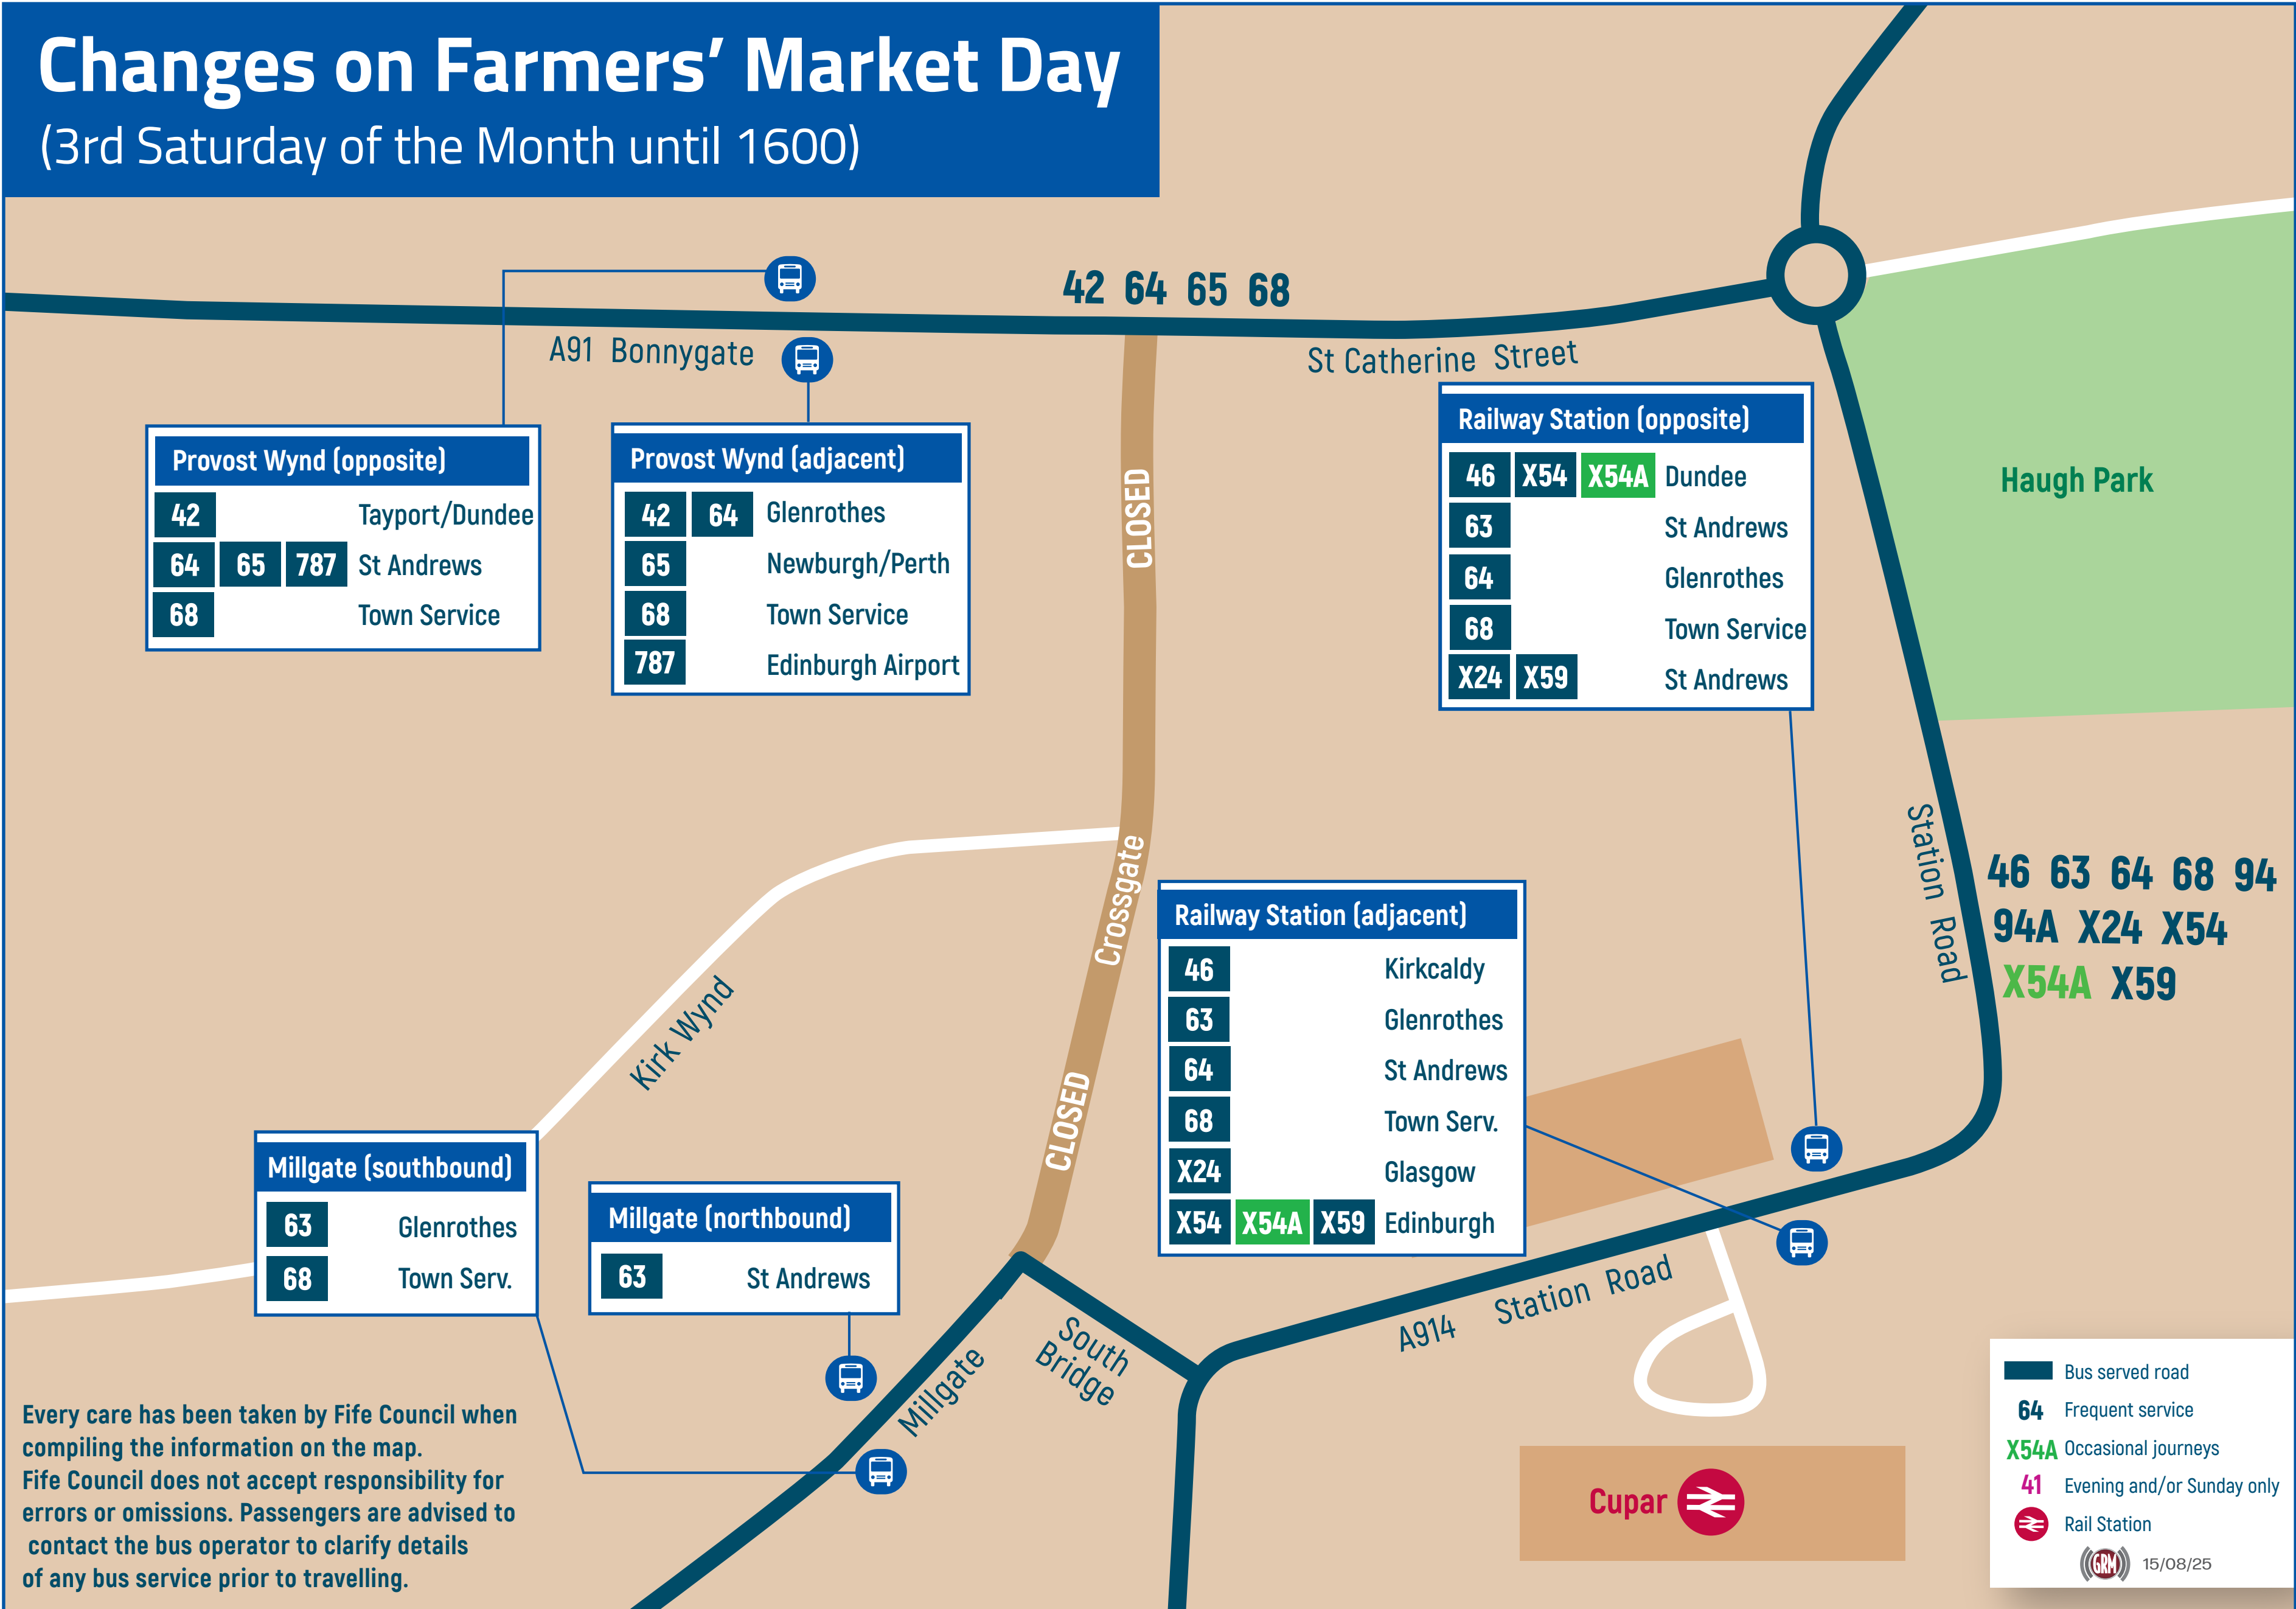 Changes on Farmers’ Market Day
(3rd Saturday of the Month until 1600)
42 64 65 68
A91 Bonnygate
St Catherine Street
Provost Wynd (opposite)
42 Tayport/Dundee
64 65 787 St Andrews
68 Town Service
Provost Wynd (adjacent)
42 64 Glenrothes
65 Newburgh/Perth
68 Town Service
787 Edinburgh Airport
CLOSED
Railway Station (opposite)
46 X54 X54A Dundee
63 St Andrews
64 Glenrothes
68 Town Service
X24 X59 St Andrews
Haugh Park
Station Road
46 63 64 68 94
94A X24 X54
X54A X59
Crossgate
Kirk Wynd
CLOSED
Railway Station (adjacent)
46 Kirkcaldy
63 Glenrothes
64 St Andrews
68 Town Serv.
X24 Glasgow
X54 X54A X59 Edinburgh
Millgate (southbound)
63 Glenrothes
68 Town Serv.
Millgate (northbound)
63 St Andrews
Millgate
South
Bridge
A914 Station Road
Every care has been taken by Fife Council when
compiling the information on the map.
Fife Council does not accept responsibility for
errors or omissions. Passengers are advised to
contact the bus operator to clarify details
of any bus service prior to travelling.
Cupar
Bus served road
64 Frequent service
X54A Occasional journeys
41 Evening and/or Sunday only
Rail Station
GRM 15/08/25